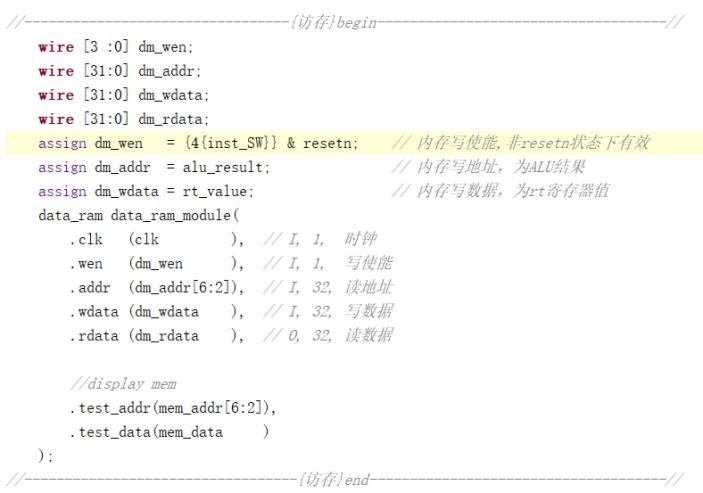 //---------------------------------{访存}begin------------------------------------//
    wire [3 :0] dm_wen;
    wire [31:0] dm_addr;
    wire [31:0] dm_wdata;
    wire [31:0] dm_rdata;
    assign dm_wen   = {4{inst_SW}} & resetn;    // 内存写使能,非resetn状态下有效
    assign dm_addr  = alu_result;               // 内存写地址，为ALU结果
    assign dm_wdata = rt_value;                 // 内存写数据，为rt寄存器值
    data_ram data_ram_module(
        .clk   (clk         ),  // I, 1,  时钟
        .wen   (dm_wen      ),  // I, 1,  写使能
        .addr  (dm_addr[6:2]),  // I, 32, 读地址
        .wdata (dm_wdata    ),  // I, 32, 写数据
        .rdata (dm_rdata    ),  // O, 32, 读数据

        //display mem
        .test_addr(mem_addr[6:2]),
        .test_data(mem_data     )
    );
//----------------------------------{访存}end-------------------------------------//